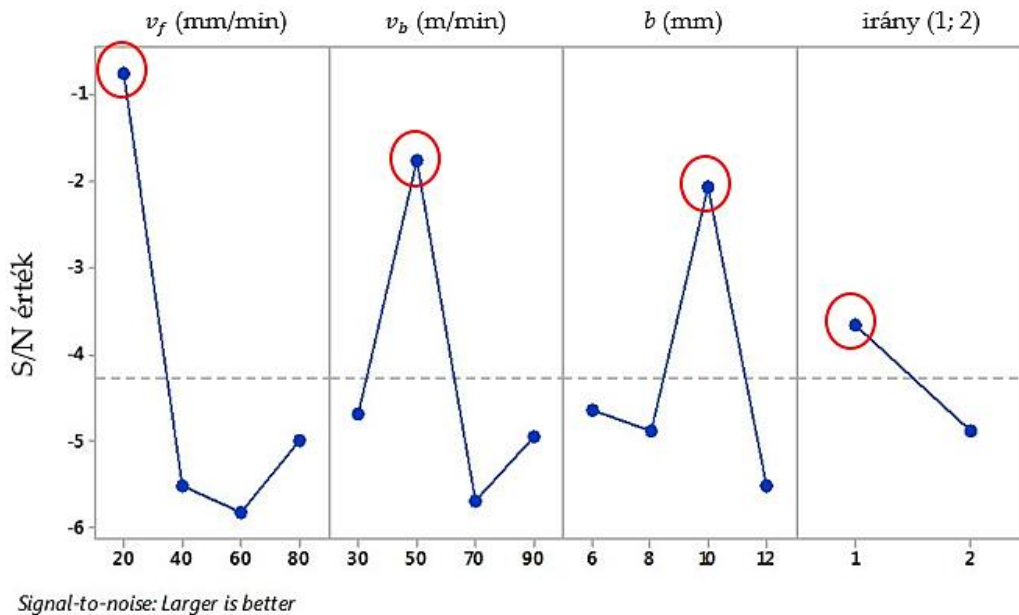 v_f (mm/min) v_b (m/min) b (mm) irány (1; 2)
S/N érték
-1
-2
-3
-4
-5
-6
20 40 60 80 30 50 70 90 6 8 10 12 1 2
Signal-to-noise: Larger is better